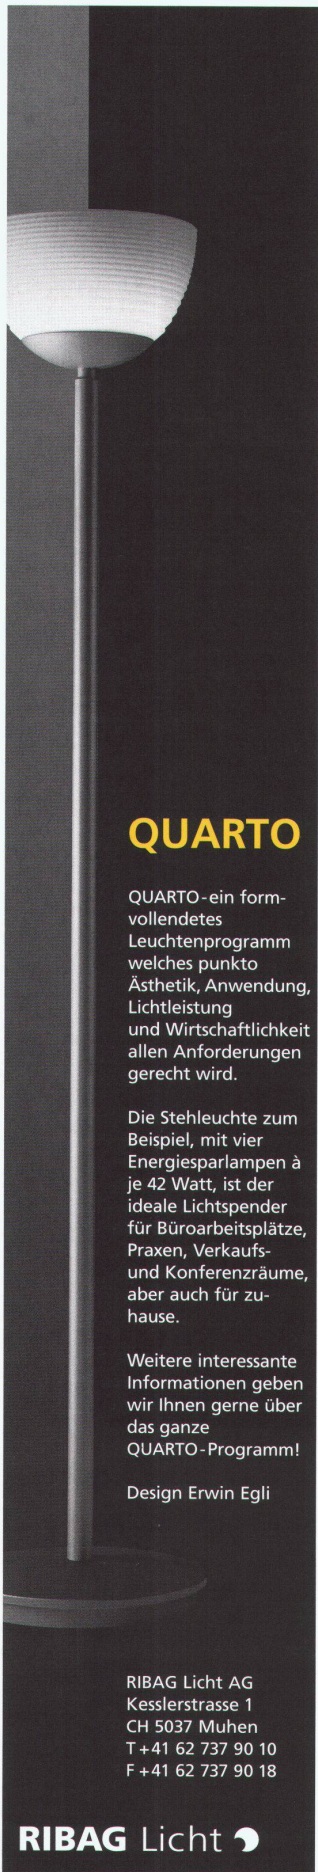 QUARTO
QUARTO-ein form-
vollendetes
Leuchtenprogramm
welches punkto
Ästhetik, Anwendung,
Lichtleistung
und Wirtschaftlichkeit
allen Anforderungen
gerecht wird.
Die Stehleuchte zum
Beispiel, mit vier
Energiesparlampen à
je 42 Watt, ist der
ideale Lichtspender
für Büroarbeitsplätze,
Praxen, Verkaufs-
und Konferenzräume,
aber auch für zu-
hause.
Weitere interessante
Informationen geben
wir Ihnen gerne über
das ganze
QUARTO-Programm!
Design Erwin Egli
RIBAG Licht AG
Kesslerstrasse 1
CH 5037 Muhen
T +41 62 737 90 10
F +41 62 737 90 18
RIBAG Licht